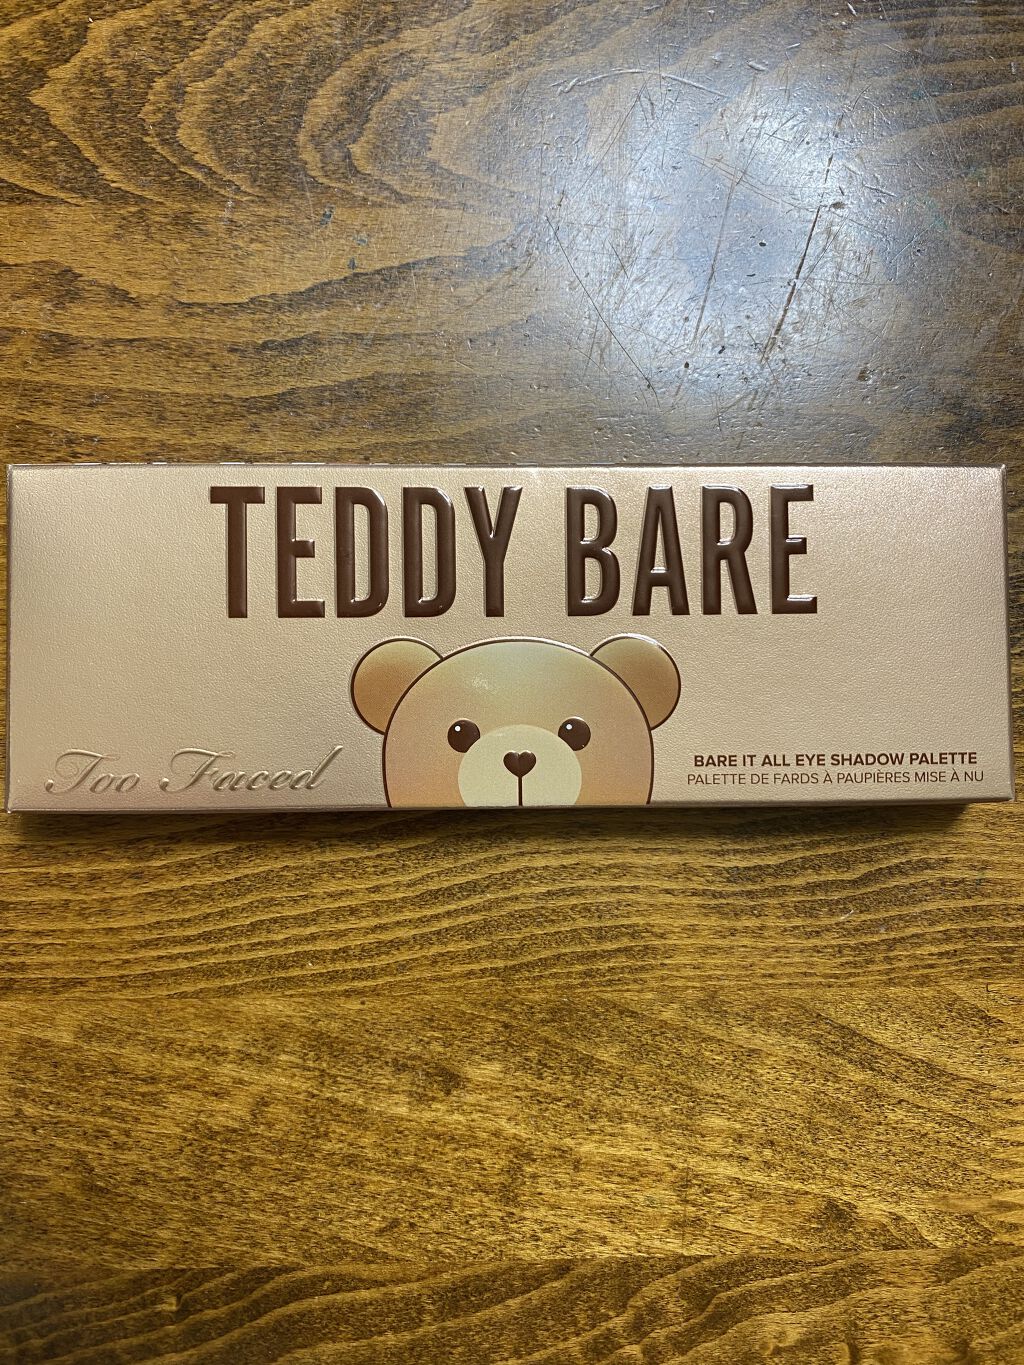 TEDDY BARE
Too Faced
BARE IT ALL EYE SHADOW PALETTE
PALETTE DE FARDS À PAUPIÈRES MISE À NU